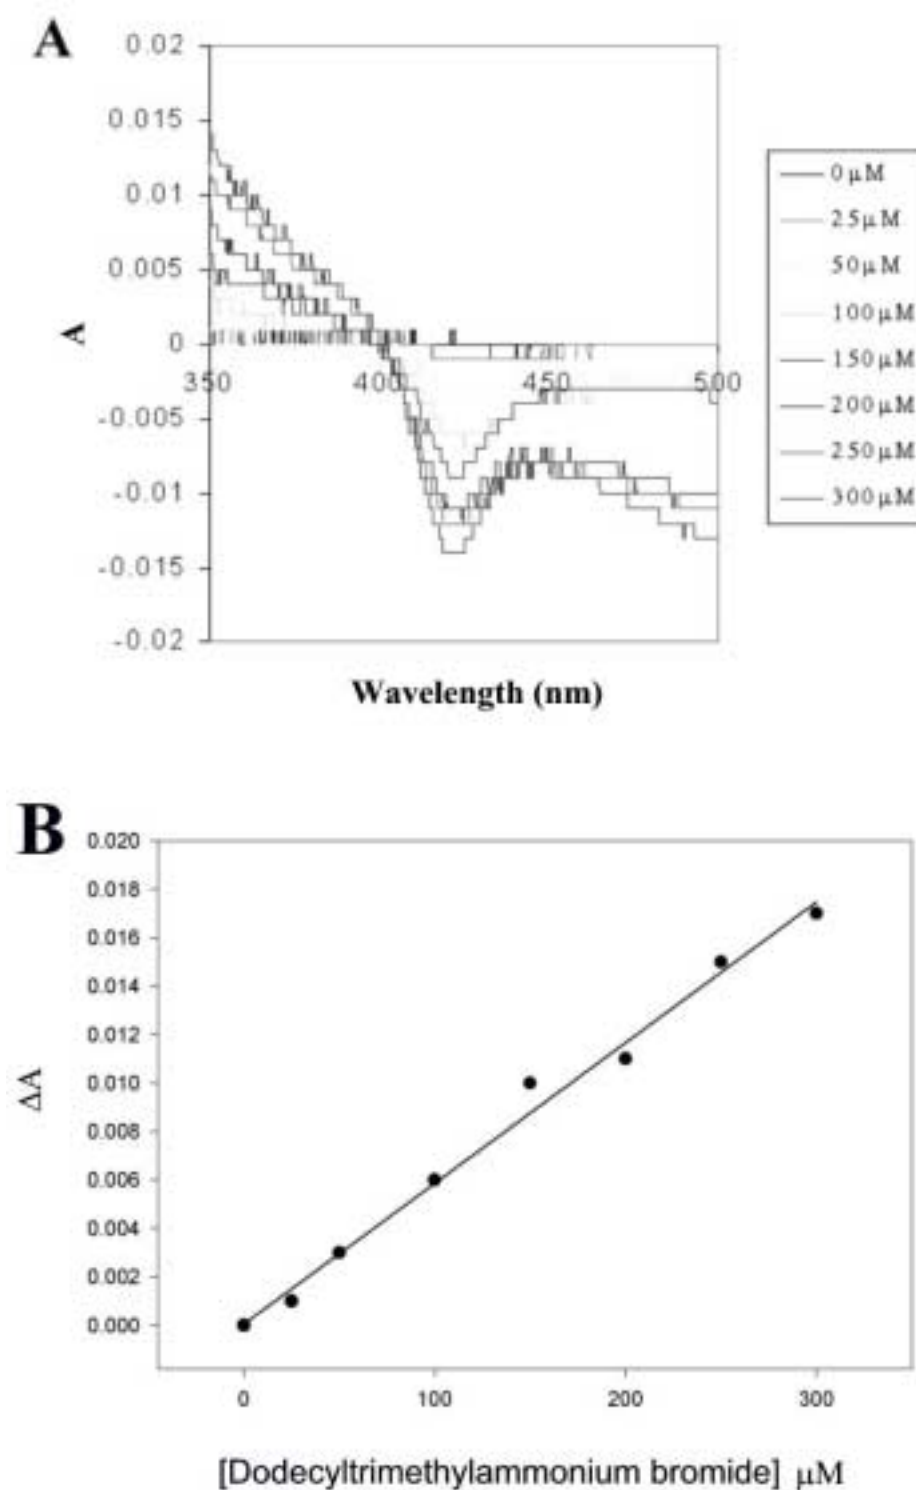 A
0.02
0.015
0.01
0.005
0
-0.005
-0.01
-0.015
-0.02
A
350
400
450
500
Wavelength (nm)
0 μM
25 μM
50 μM
100 μM
150 μM
200 μM
250 μM
300 μM
B
0.020
0.018
0.016
0.014
0.012
0.010
0.008
0.006
0.004
0.002
0.000
ΔA
0
100
200
300
[Dodecyltrimethylammonium bromide] μM